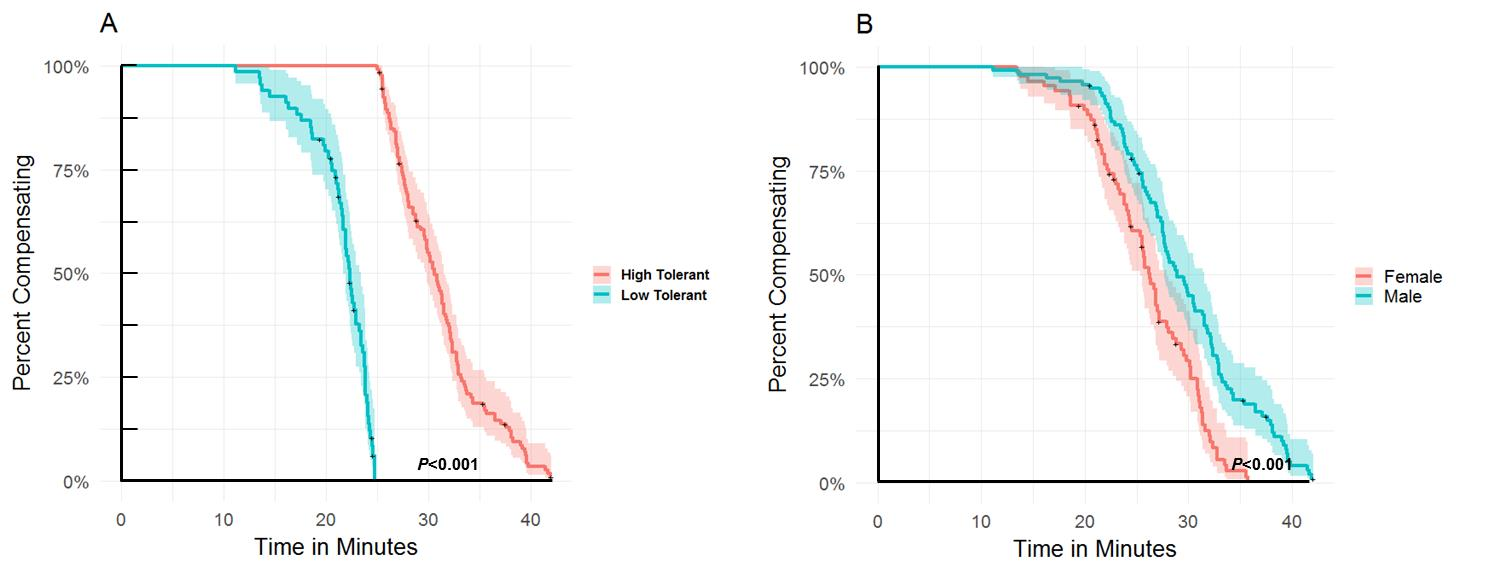 A
Percent Compensating
100%
75%
50%
25%
0%
0 10 20 30 40
Time in Minutes
P<0.001
High Tolerant
Low Tolerant
B
Percent Compensating
100%
75%
50%
25%
0%
0 10 20 30 40
Time in Minutes
P<0.001
Female
Male